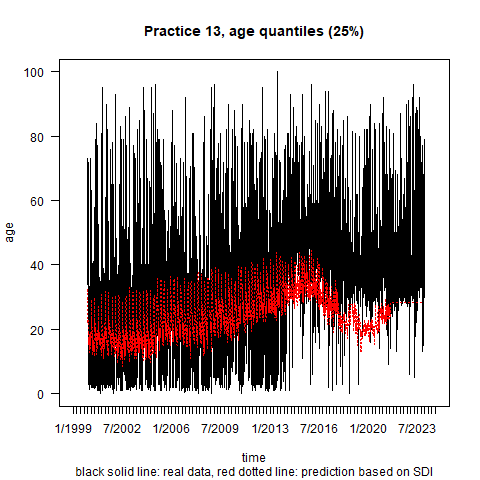 Practice 13, age quantiles (25%)
100
80
60
40
20
0
age
1/1999 7/2002 1/2006 7/2009 1/2013 7/2016 1/2020 7/2023
time
black solid line: real data, red dotted line: prediction based on SDI